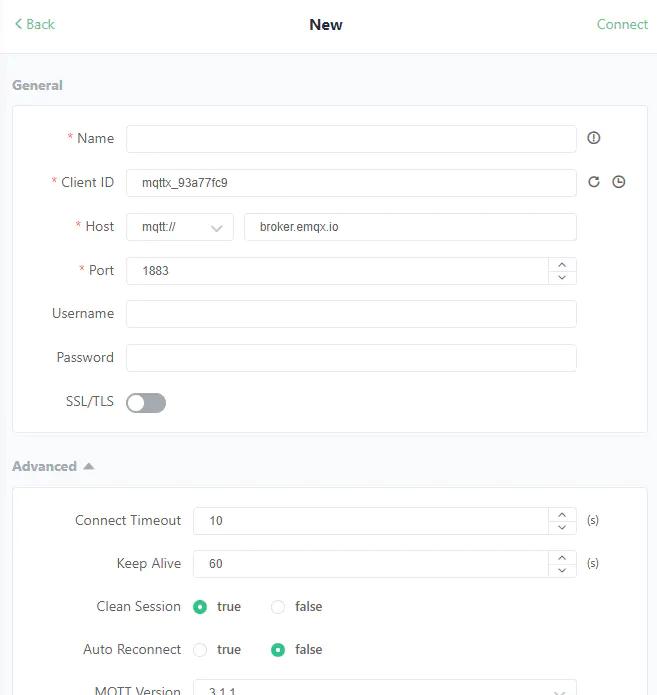 Back New Connect
General
* Name
* Client ID mqttx_93a77fc9
* Host mqtt:// broker.emqx.io
* Port 1883
Username
Password
SSL/TLS
Advanced
Connect Timeout 10 (s)
Keep Alive 60 (s)
Clean Session true false
Auto Reconnect true false
MQTT Version 3.1.1